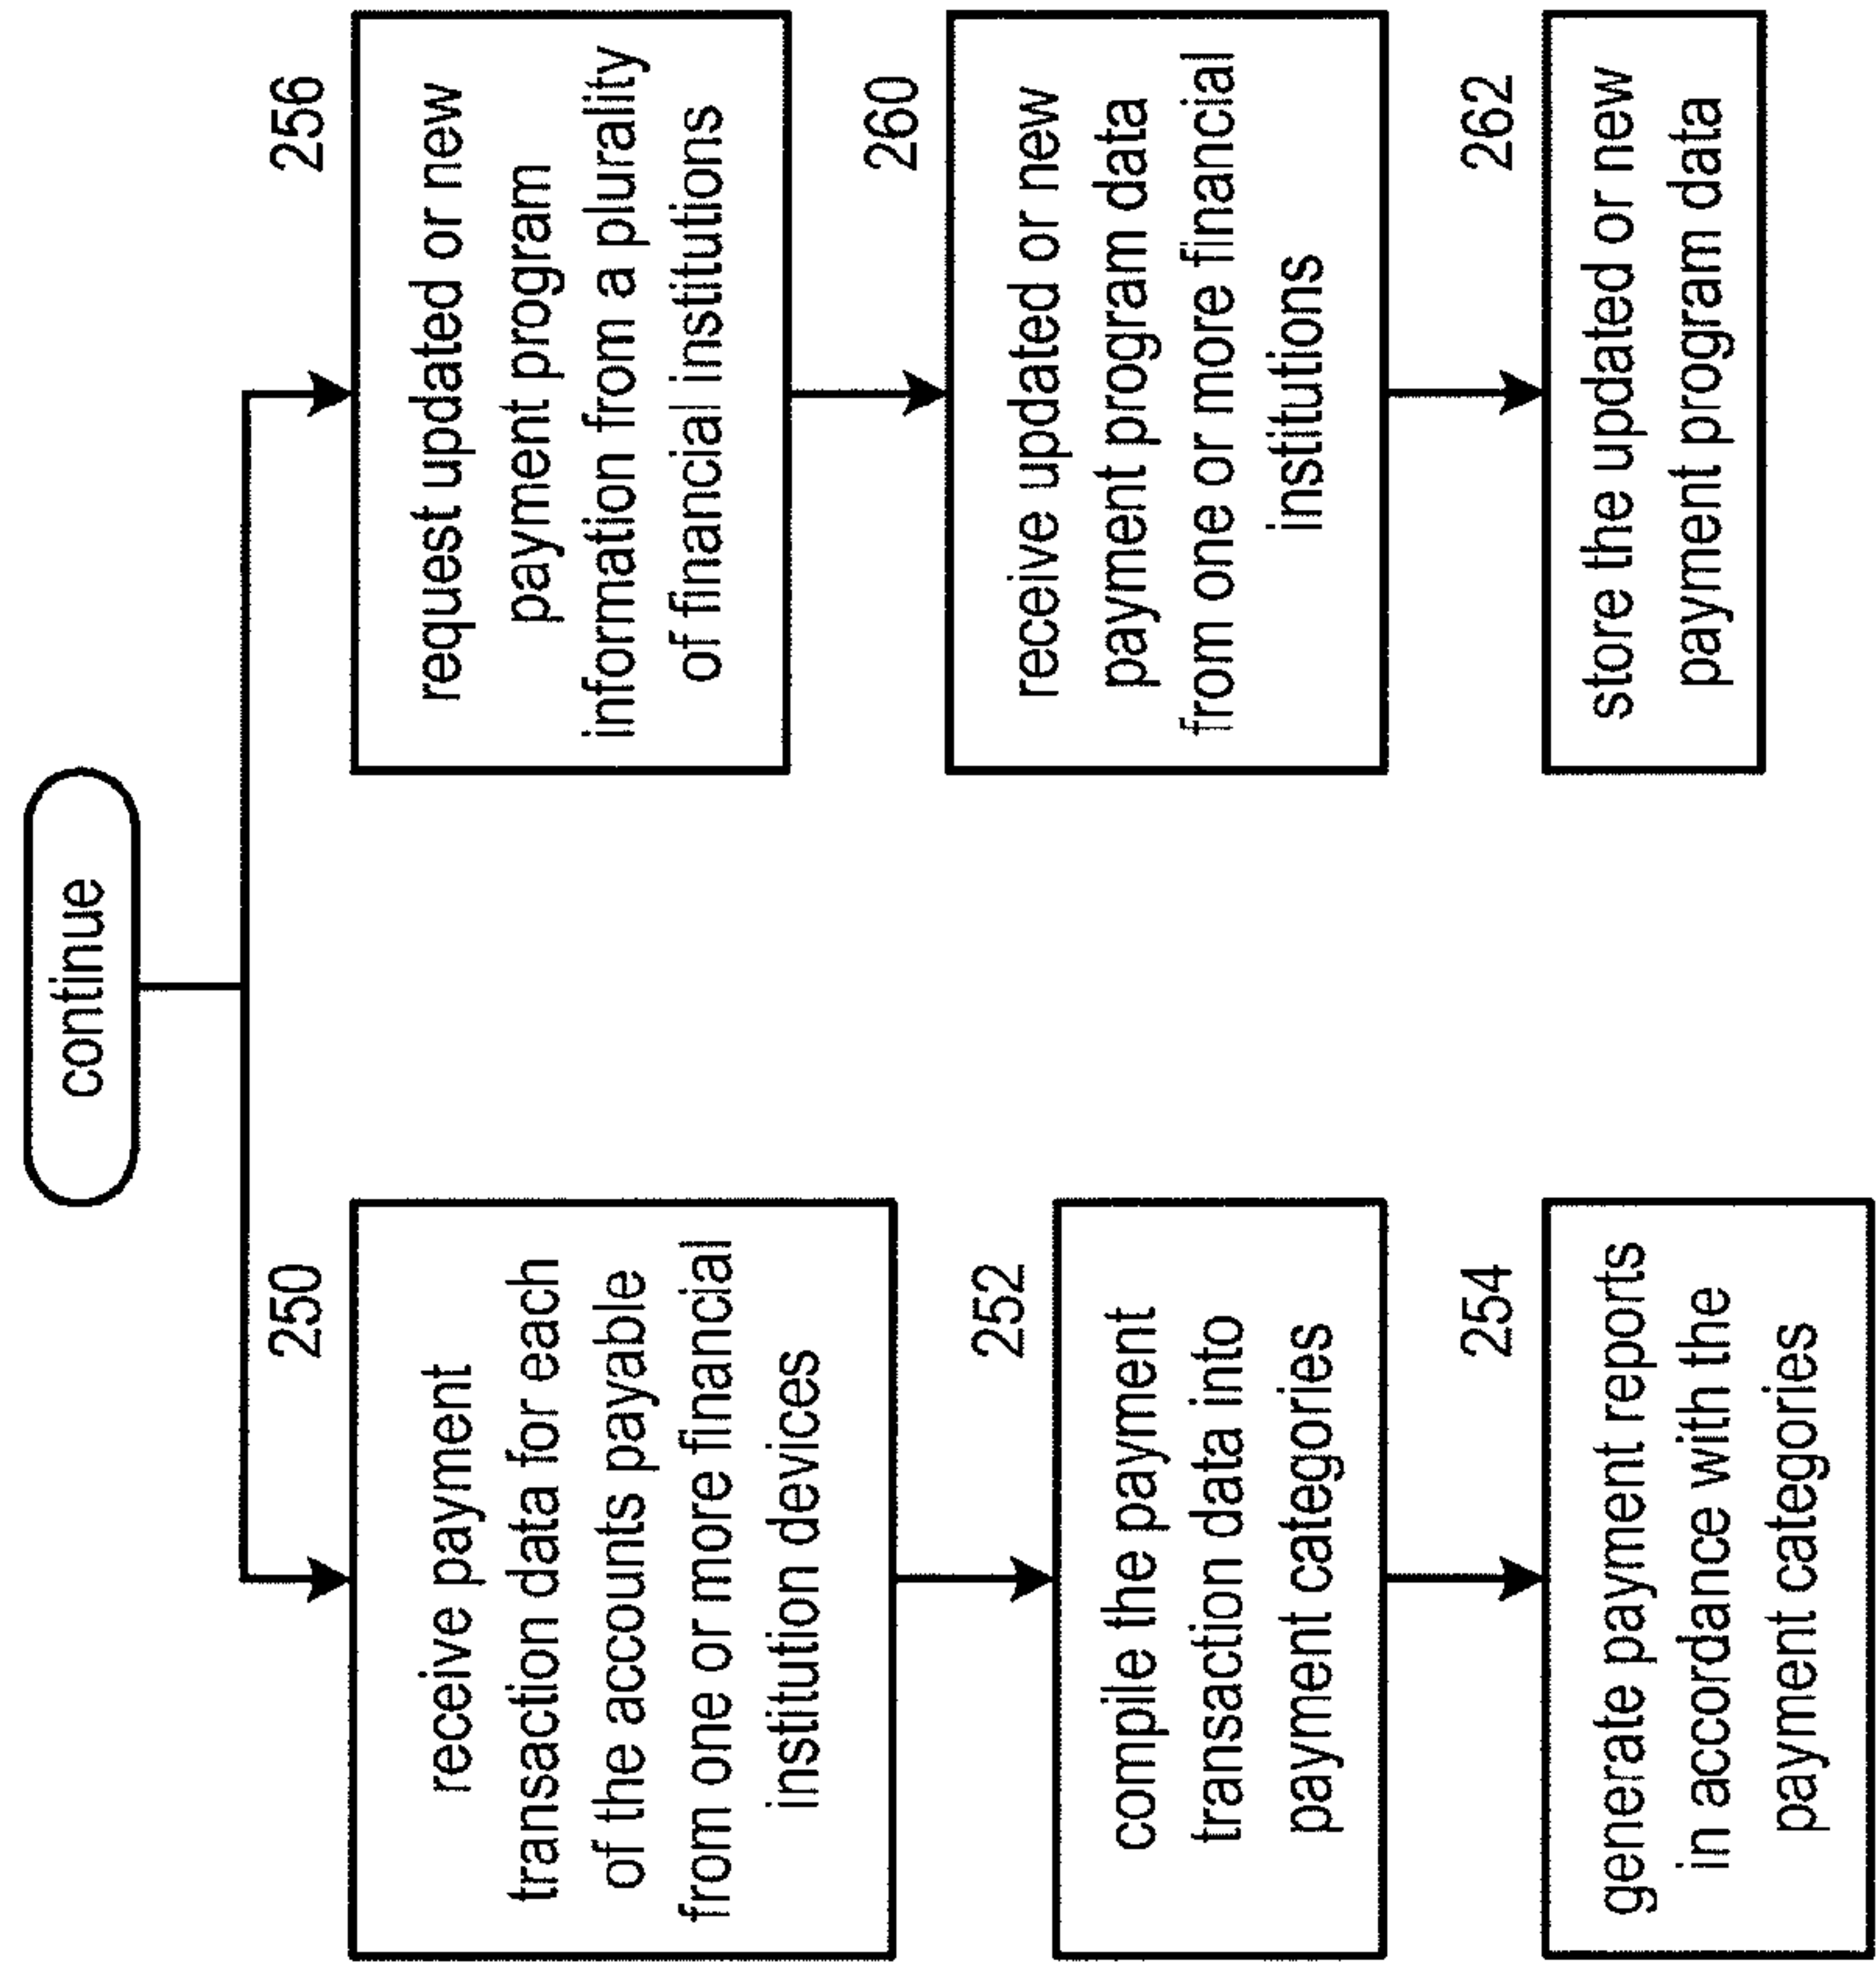 continue
250
receive payment
transaction data for each
of the accounts payable
from one or more financial
institution devices
252
compile the payment
transaction data into
payment categories
254
generate payment reports
in accordance with the
payment categories
256
request updated or new
payment program
information from a plurality
of financial institutions
260
receive updated or new
payment program data
from one or more financial
institutions
262
store the updated or new
payment program data